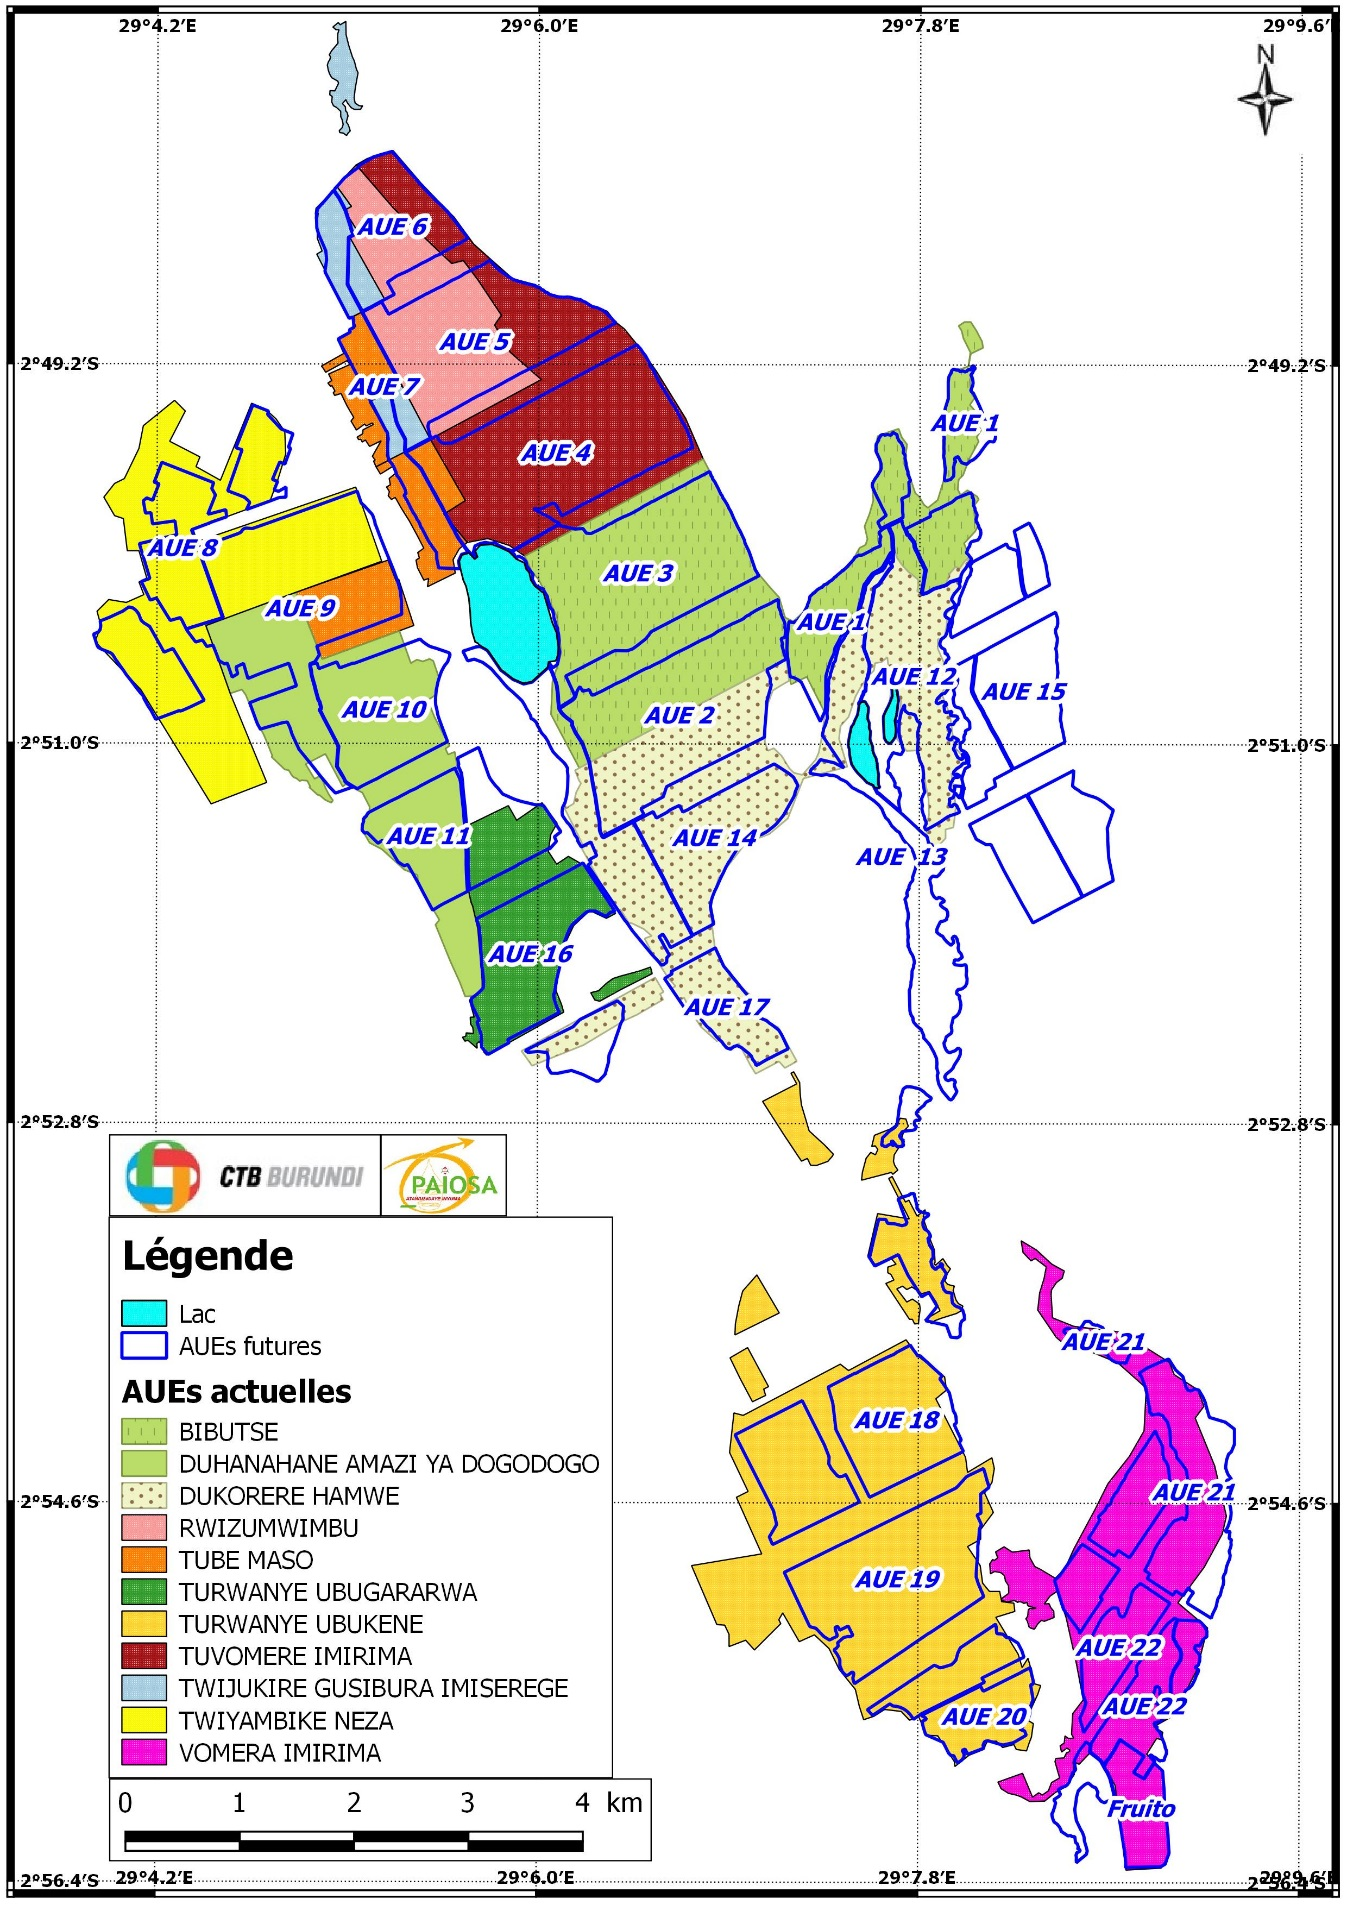 29°4.2′E 29°6.0′E 29°7.8′E 29°9.6′
N
AUE 6
AUE 5
2°49.2′S 2°49.2′S
AUE 7
AUE 1
AUE 4
AUE 8
AUE 3
AUE 9
AUE 1
AUE 12
AUE 15
AUE 10
AUE 2
2°51.0′S 2°51.0′S
AUE 11
AUE 14
AUE 13
AUE 16
AUE 17
2°52.8′S 2°52.8′S
CTB BURUNDI
PAIOSA
Légende
Lac
AUEs futures
AUEs actuelles
BIBUTSE
DUHANAHANE AMAZI YA DOGODOGO
DUKORERE HAMWE
RWIZUMWIMBU
TUBE MASO
TURWANYE UBUGARARWA
TURWANYE UBUKENE
TUVOMERE IMIRIMA
TWIJUKIRE GUSIBURA IMISEREGE
TWIYAMBIKE NEZA
VOMERA IMIRIMA
AUE 21
AUE 18
AUE 21
2°54.6′S
AUE 19
AUE 22
AUE 22
AUE 20
Fruito
0 1 2 3 4 km
2°56.4′S 29°4.2′E 29°6.0′E 29°7.8′E 2°56.4′S 29°9.6′E